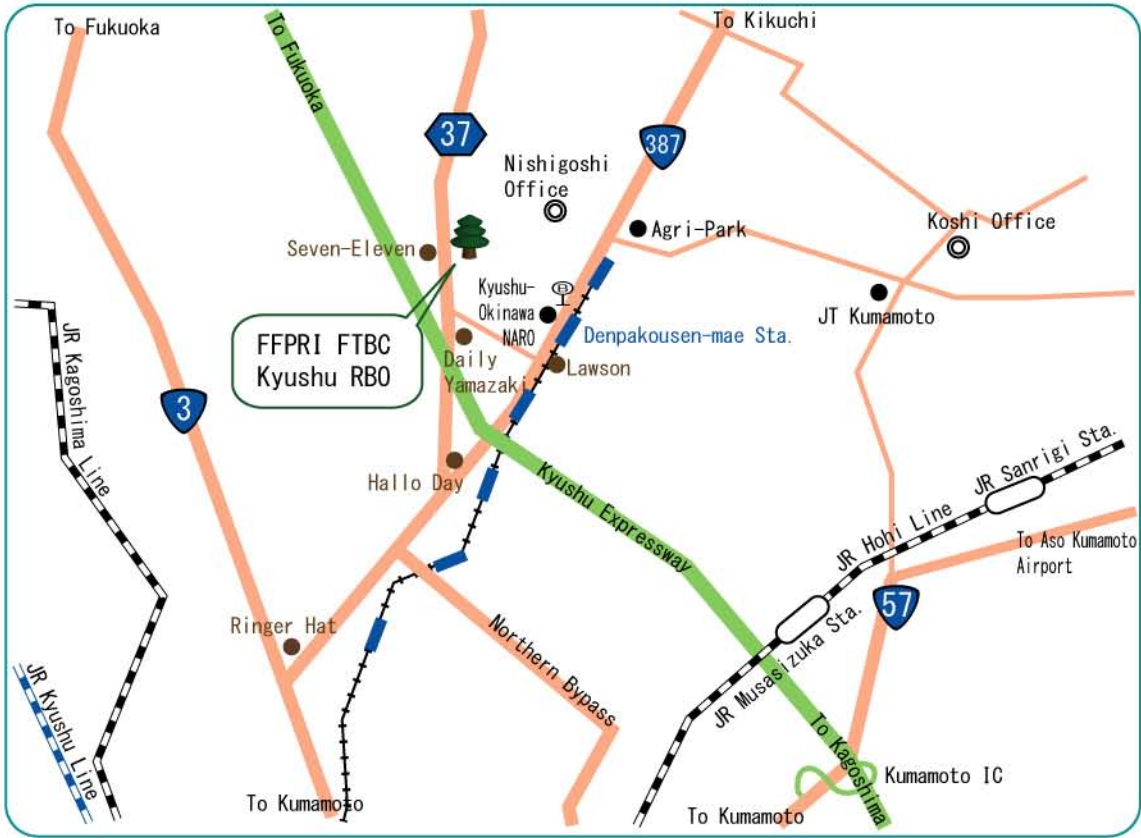 To Fukuoka
To Fukuoka
To Kikuchi
37
387
Nishigoshi
Office
Agri-Park
Koshi Office
Seven-Eleven
Kyushu-
Okinawa
NARO
B
JT Kumamoto
Denpakousen-mae Sta.
FFPRI FTBC
Kyushu RBO
Daily
Yamazaki
Lawson
JR Kagoshima Line
3
Hallo Day
Kyushu Expressway
JR Sanrigi Sta.
JR Hohi Line
To Aso Kumamoto
Airport
57
Ringer Hat
Northern Bypass
JR Musasizuka Sta.
JR Kyushu Line
To Kagoshima
Kumamoto IC
To Kumamoto
To Kumamoto